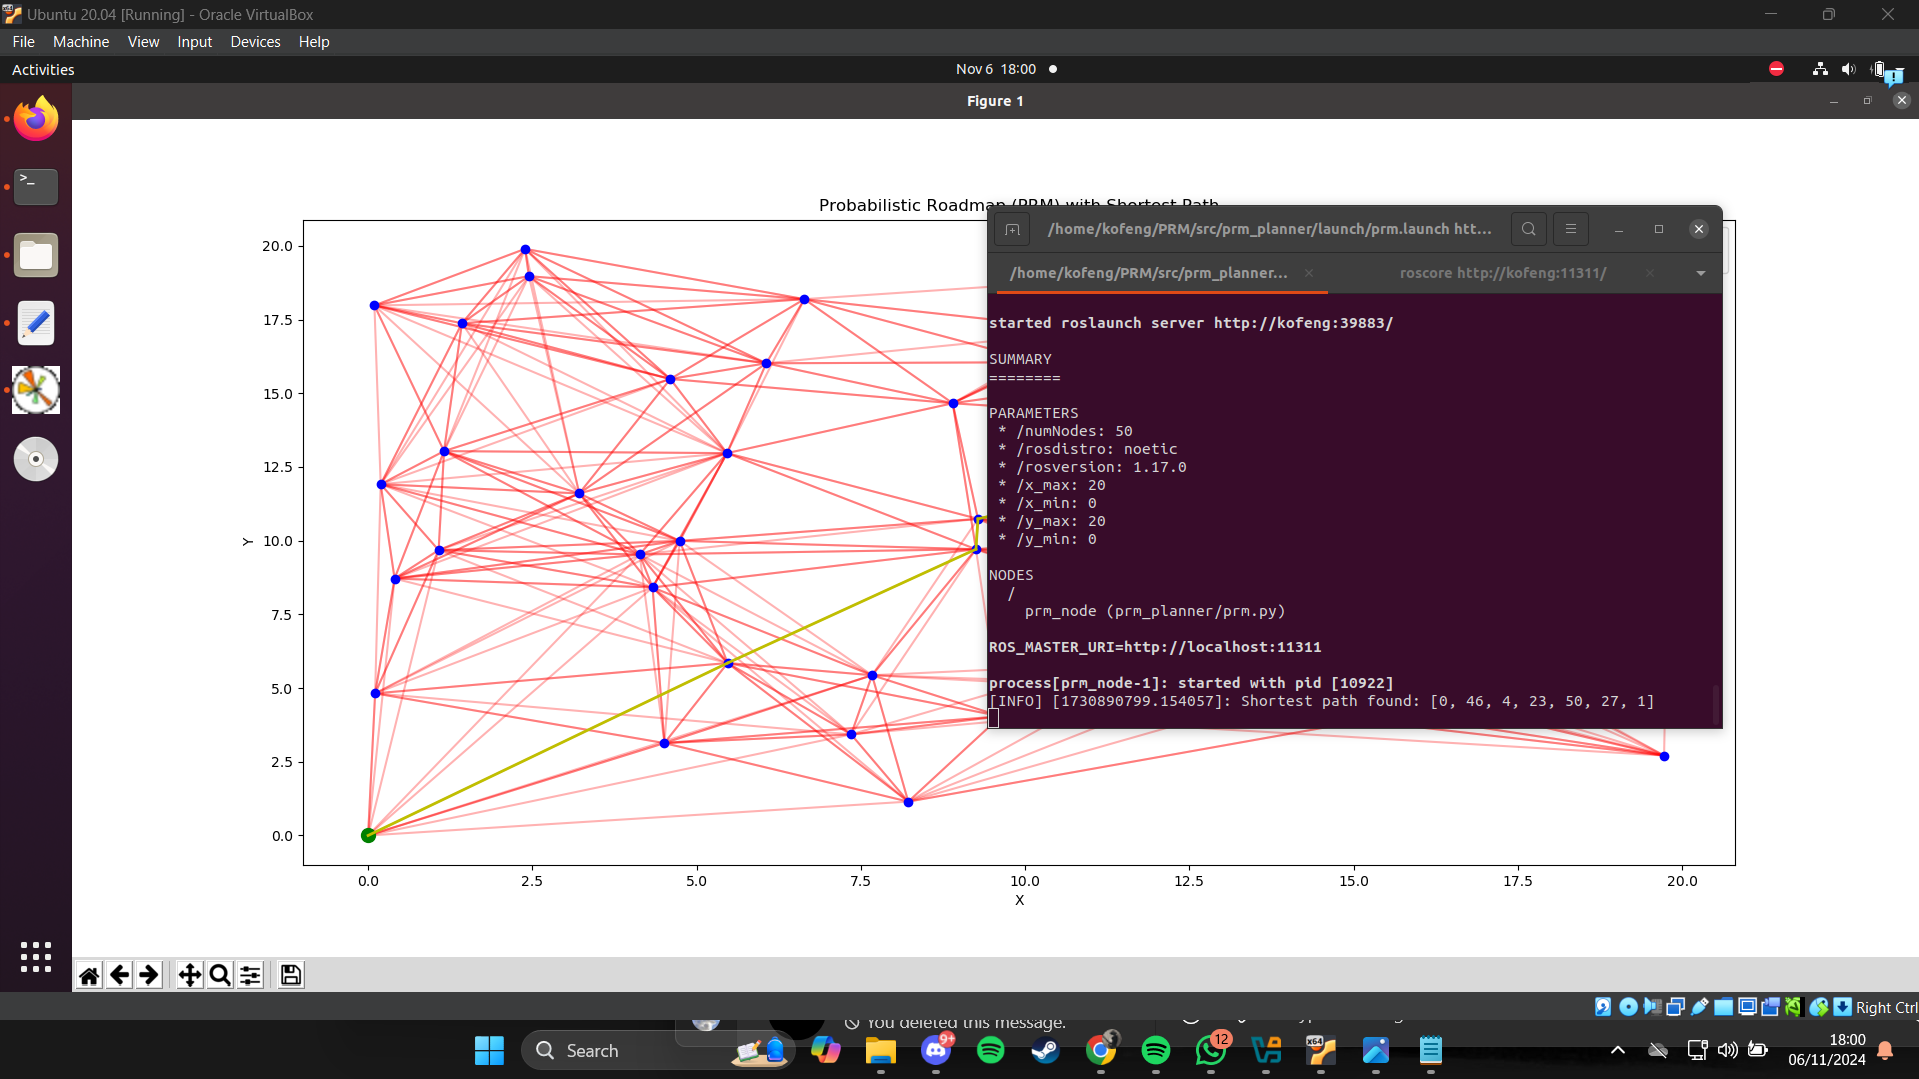 Ubuntu 20.04 [Running] - Oracle VirtualBox
File Machine View Input Devices Help
Activities
Nov 6 18:00
Figure 1
Probabilistic Roadmap (PRM) with Shortest Path
/home/kofeng/PRM/src/prm_planner/launch/prm.launch htt...
/home/kofeng/PRM/src/prm_planner...
roscore http://kofeng:11311/
started roslaunch server http://kofeng:39883/
SUMMARY
========
PARAMETERS
* /numNodes: 50
* /rosdistro: noetic
* /rosversion: 1.17.0
* /x_max: 20
* /x_min: 0
* /y_max: 20
* /y_min: 0
NODES
/
prm_node (prm_planner/prm.py)
ROS_MASTER_URI=http://localhost:11311
process[prm_node-1]: started with pid [10922]
[INFO] [1730890799.154057]: Shortest path found: [0, 46, 4, 23, 50, 27, 1]
20.0
17.5
15.0
12.5
Y
10.0
7.5
5.0
2.5
0.0
0.0 2.5 5.0 7.5 10.0 12.5 15.0 17.5 20.0
X
Right Ctrl
You deleted this message.
Search
9+
12
x64
18:00
06/11/2024